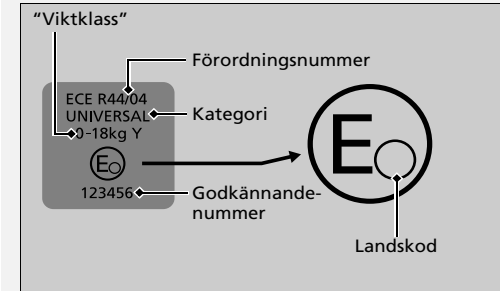 “Viktklass”
Förordningsnummer
ECE R44/04
UNIVERSAL
Kategori
0-18kg Y
E
E
123456
Godkännande-
nummer
Landskod